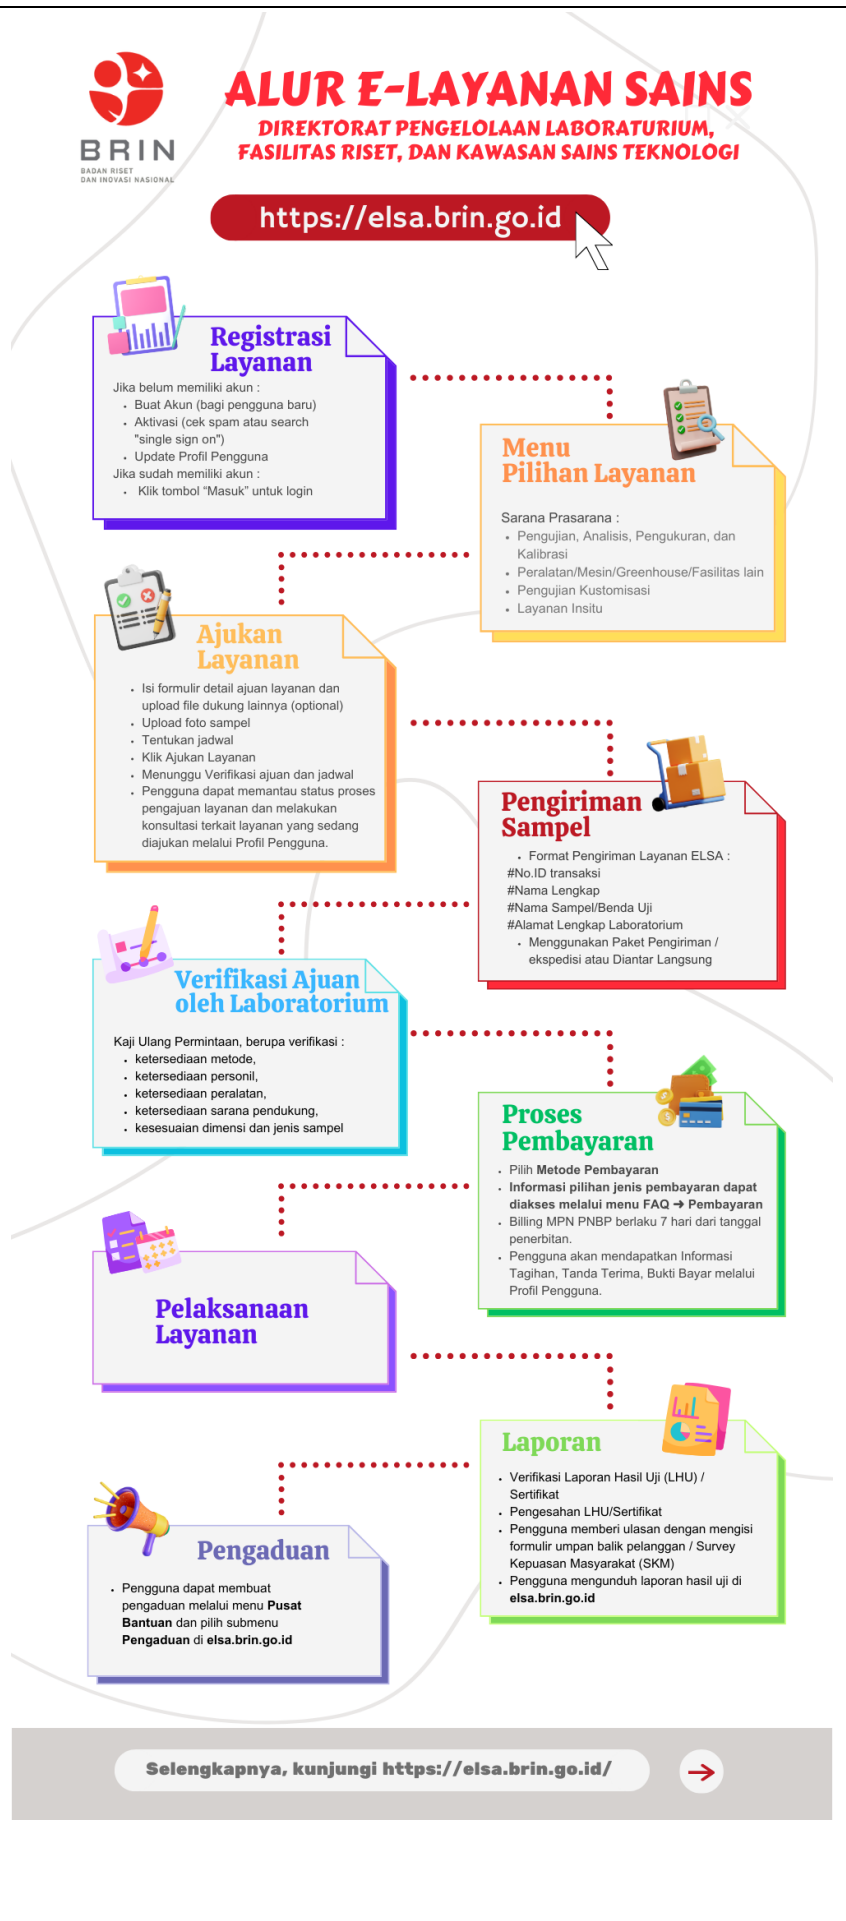 BRIN
BADAN RISET
DAN INOVASI NASIONAL
ALUR E-LAYANAN SAINS
DIREKTORAT PENGELOLAAN LABORATURIUM,
FASILITAS RISET, DAN KAWASAN SAINS TEKNOLOGI
https://elsa.brin.go.id
Registrasi
Layanan
Jika belum memiliki akun :
• Buat Akun (bagi pengguna baru)
• Aktivasi (cek spam atau search
"single sign on")
• Update Profil Pengguna
Jika sudah memiliki akun :
• Klik tombol “Masuk” untuk login
Menu
Pilihan Layanan
Sarana Prasarana :
• Pengujian, Analisis, Pengukuran, dan
Kalibrasi
• Peralatan/Mesin/Greenhouse/Fasilitas lain
• Pengujian Kustomisasi
• Layanan Insitu
Ajukan
Layanan
• Isi formulir detail ajuan layanan dan
upload file dukung lainnya (optional)
• Upload foto sampel
• Tentukan jadwal
• Klik Ajukan Layanan
• Menunggu Verifikasi ajuan dan jadwal
• Pengguna dapat memantau status proses
pengajuan layanan dan melakukan
konsultasi terkait layanan yang sedang
diajukan melalui Profil Pengguna.
Pengiriman
Sampel
• Format Pengiriman Layanan ELSA :
#No.ID transaksi
#Nama Lengkap
#Nama Sampel/Benda Uji
#Alamat Lengkap Laboratorium
• Menggunakan Paket Pengiriman /
ekspedisi atau Diantar Langsung
Verifikasi Ajuan
oleh Laboratorium
Kaji Ulang Permintaan, berupa verifikasi :
• ketersediaan metode,
• ketersediaan personil,
• ketersediaan peralatan,
• ketersediaan sarana pendukung,
• kesesuaian dimensi dan jenis sampel
Proses
Pembayaran
• Pilih Metode Pembayaran
• Informasi pilihan jenis pembayaran dapat
diakses melalui menu FAQ ➜ Pembayaran
• Billing MPN PNBP berlaku 7 hari dari tanggal
penerbitan.
• Pengguna akan mendapatkan Informasi
Tagihan, Tanda Terima, Bukti Bayar melalui
Profil Pengguna.
Pelaksanaan
Layanan
Laporan
• Verifikasi Laporan Hasil Uji (LHU) /
Sertifikat
• Pengesahan LHU/Sertifikat
• Pengguna memberi ulasan dengan mengisi
formulir umpan balik pelanggan / Survey
Kepuasan Masyarakat (SKM)
• Pengguna mengunduh laporan hasil uji di
elsa.brin.go.id
Pengaduan
• Pengguna dapat membuat
pengaduan melalui menu Pusat
Bantuan dan pilih submenu
Pengaduan di elsa.brin.go.id
Selengkapnya, kunjungi https://elsa.brin.go.id/